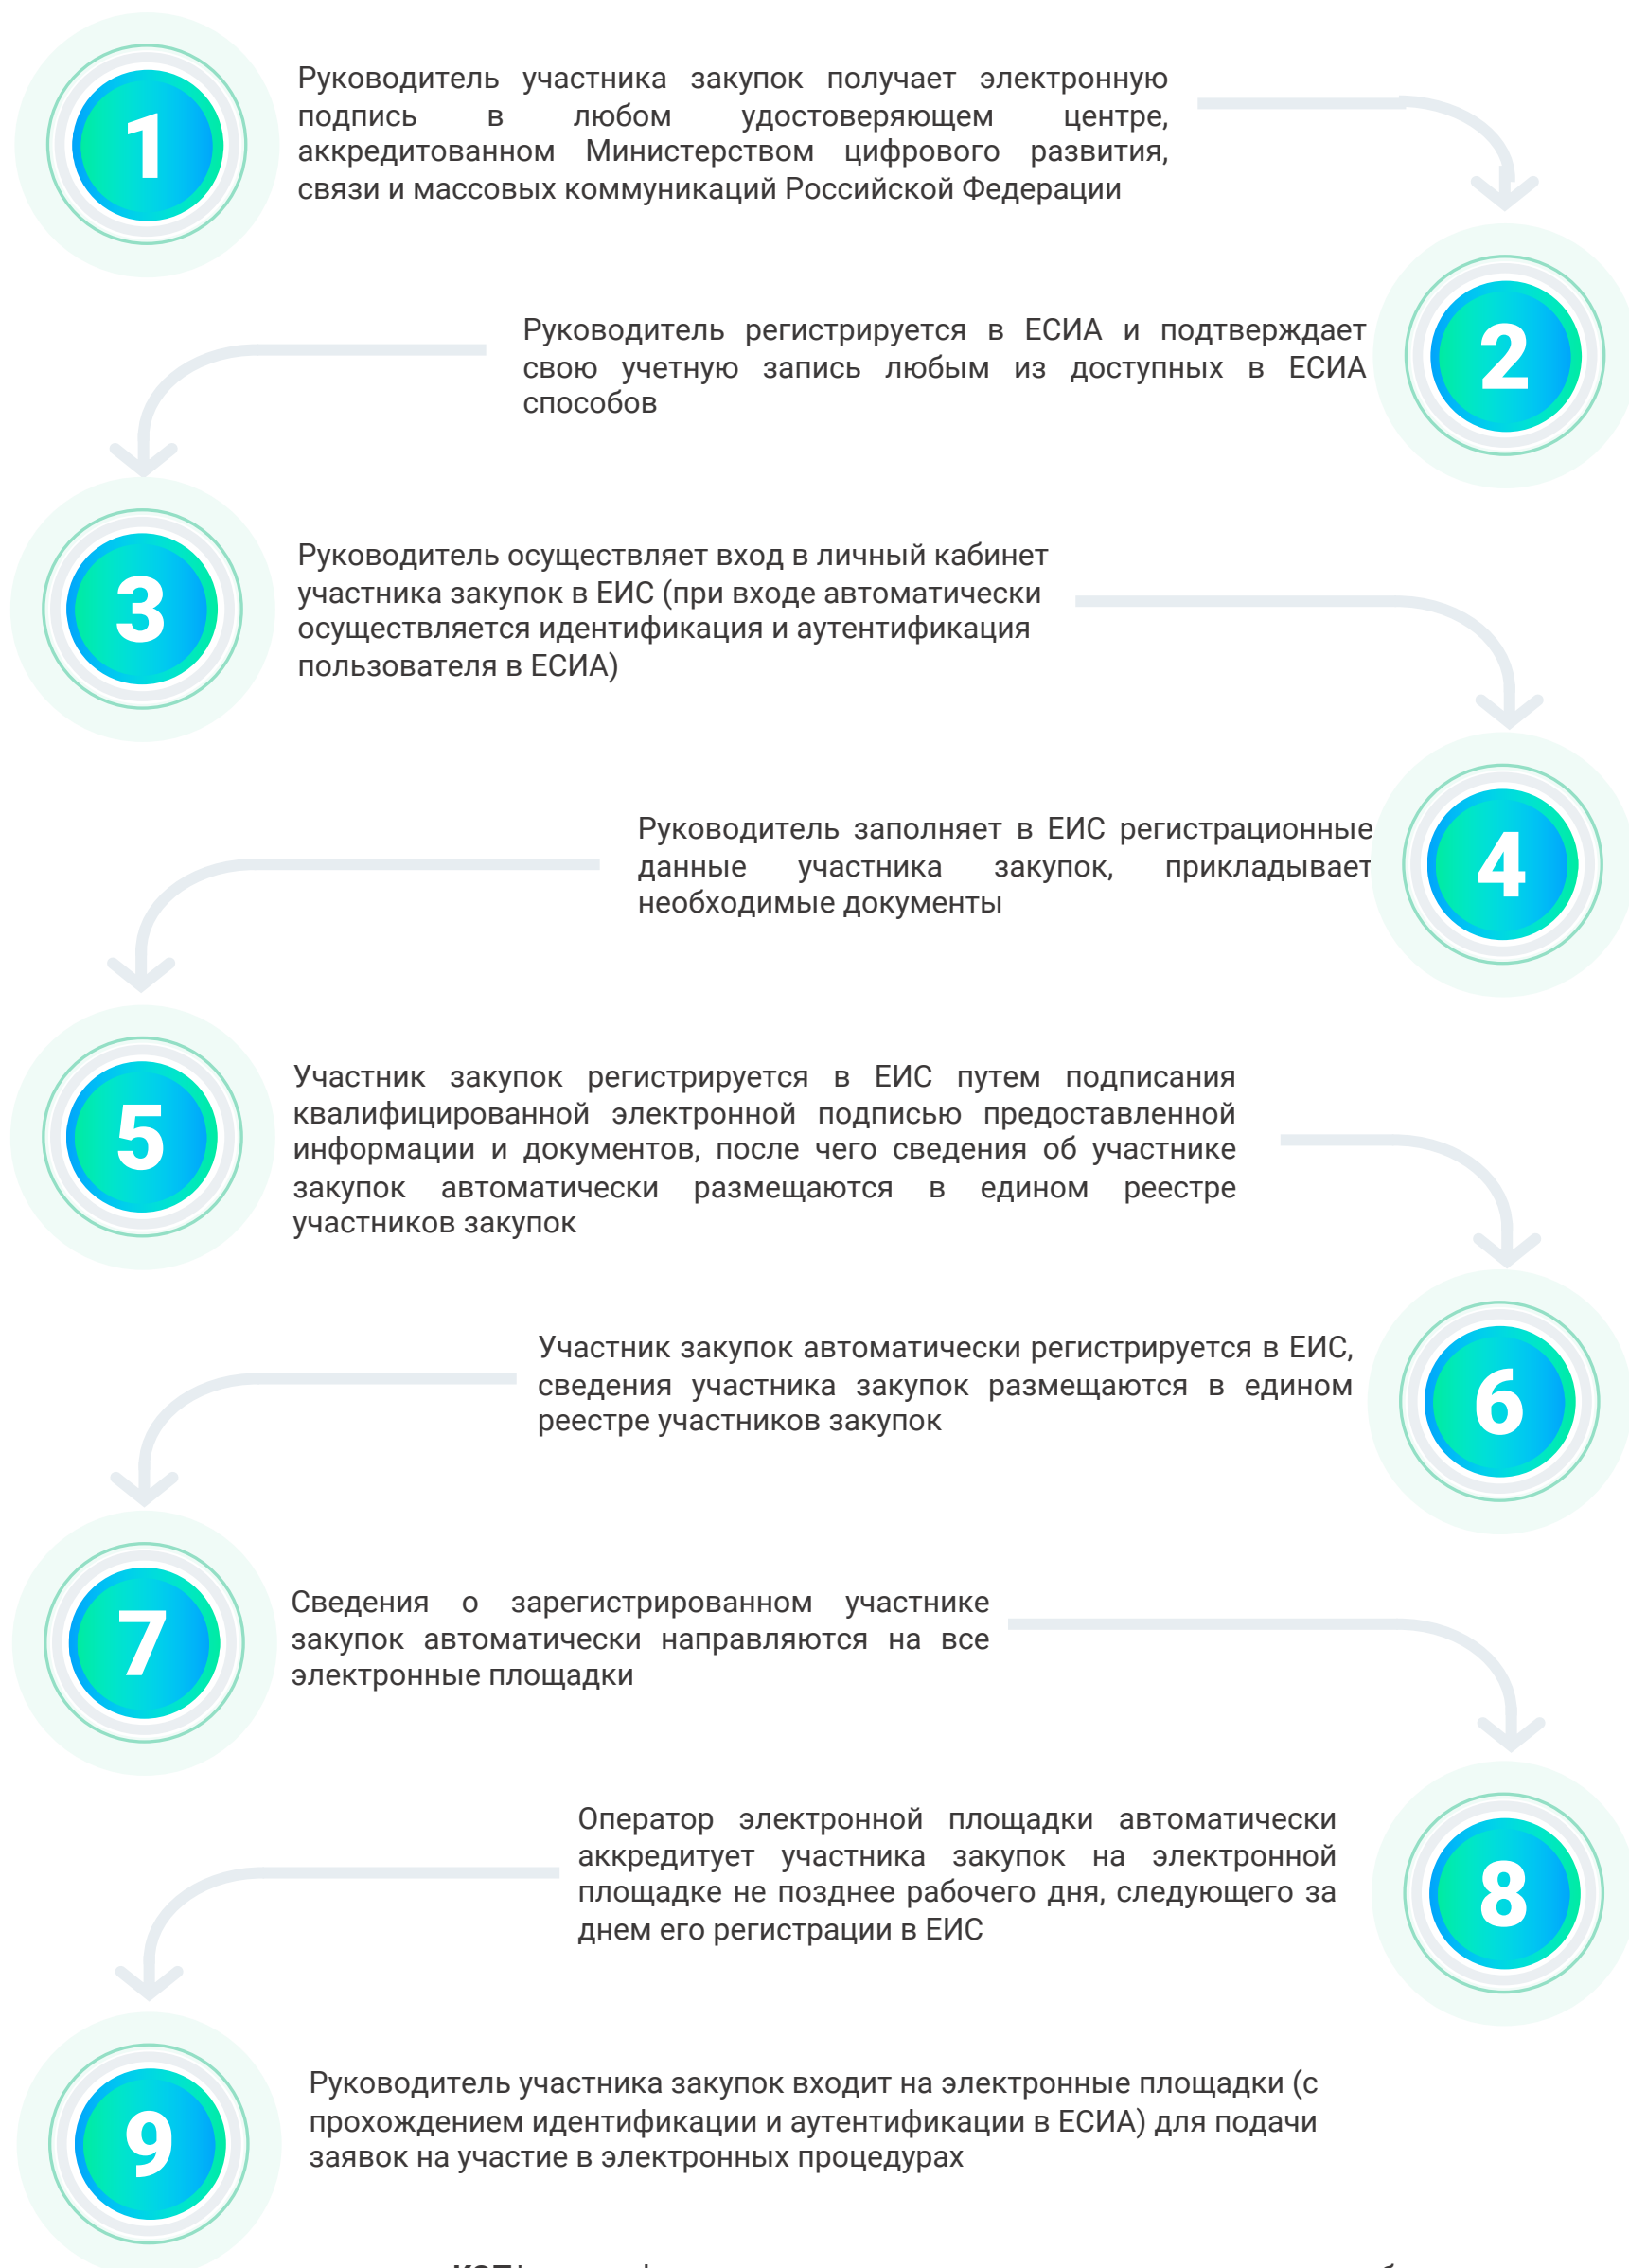 1
Руководитель участника закупок получает электронную
подпись в любом удостоверяющем центре,
аккредитованном Министерством цифрового развития,
связи и массовых коммуникаций Российской Федерации
2
Руководитель регистрируется в ЕСИА и подтверждает
свою учетную запись любым из доступных в ЕСИА
способов
3
Руководитель осуществляет вход в личный кабинет
участника закупок в ЕИС (при входе автоматически
осуществляется идентификация и аутентификация
пользователя в ЕСИА)
4
Руководитель заполняет в ЕИС регистрационные
данные участника закупок, прикладывает
необходимые документы
5
Участник закупок регистрируется в ЕИС путем подписания
квалифицированной электронной подписью предоставленной
информации и документов, после чего сведения об участнике
закупок автоматически размещаются в едином реестре
участников закупок
6
Участник закупок автоматически регистрируется в ЕИС,
сведения участника закупок размещаются в едином
реестре участников закупок
7
Сведения о зарегистрированном участнике
закупок автоматически направляются на все
электронные площадки
8
Оператор электронной площадки автоматически
аккредитует участника закупок на электронной
площадке не позднее рабочего дня, следующего за
днем его регистрации в ЕИС
9
Руководитель участника закупок входит на электронные площадки (с
прохождением идентификации и аутентификации в ЕСИА) для подачи
заявок на участие в электронных процедурах